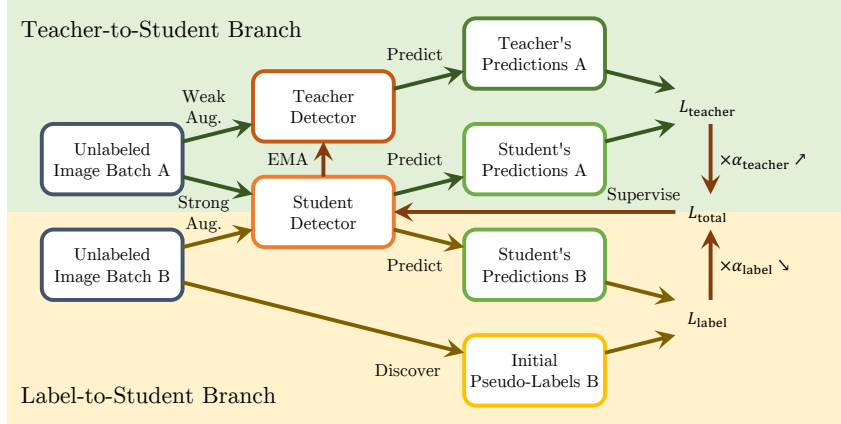 Teacher-to-Student Branch
Teacher's
Predictions A
Predict
Weak
Aug.
Teacher
Detector
L_teacher
Unlabeled
Image Batch A
EMA
Predict
Student's
Predictions A
×α_teacher ↗
Strong
Aug.
Student
Detector
Supervise
L_total
Unlabeled
Image Batch B
Predict
Student's
Predictions B
×α_label ↘
L_label
Discover
Initial
Pseudo-Labels B
Label-to-Student Branch